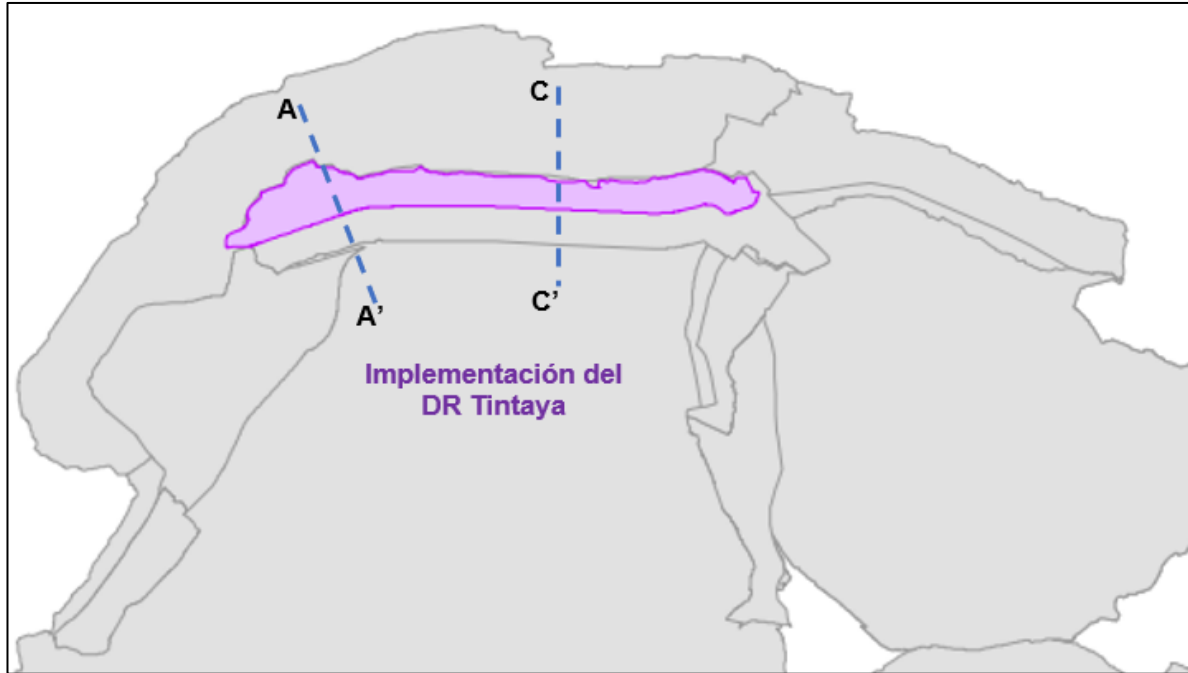 A
C
A’
C’
Implementación del
DR Tintaya